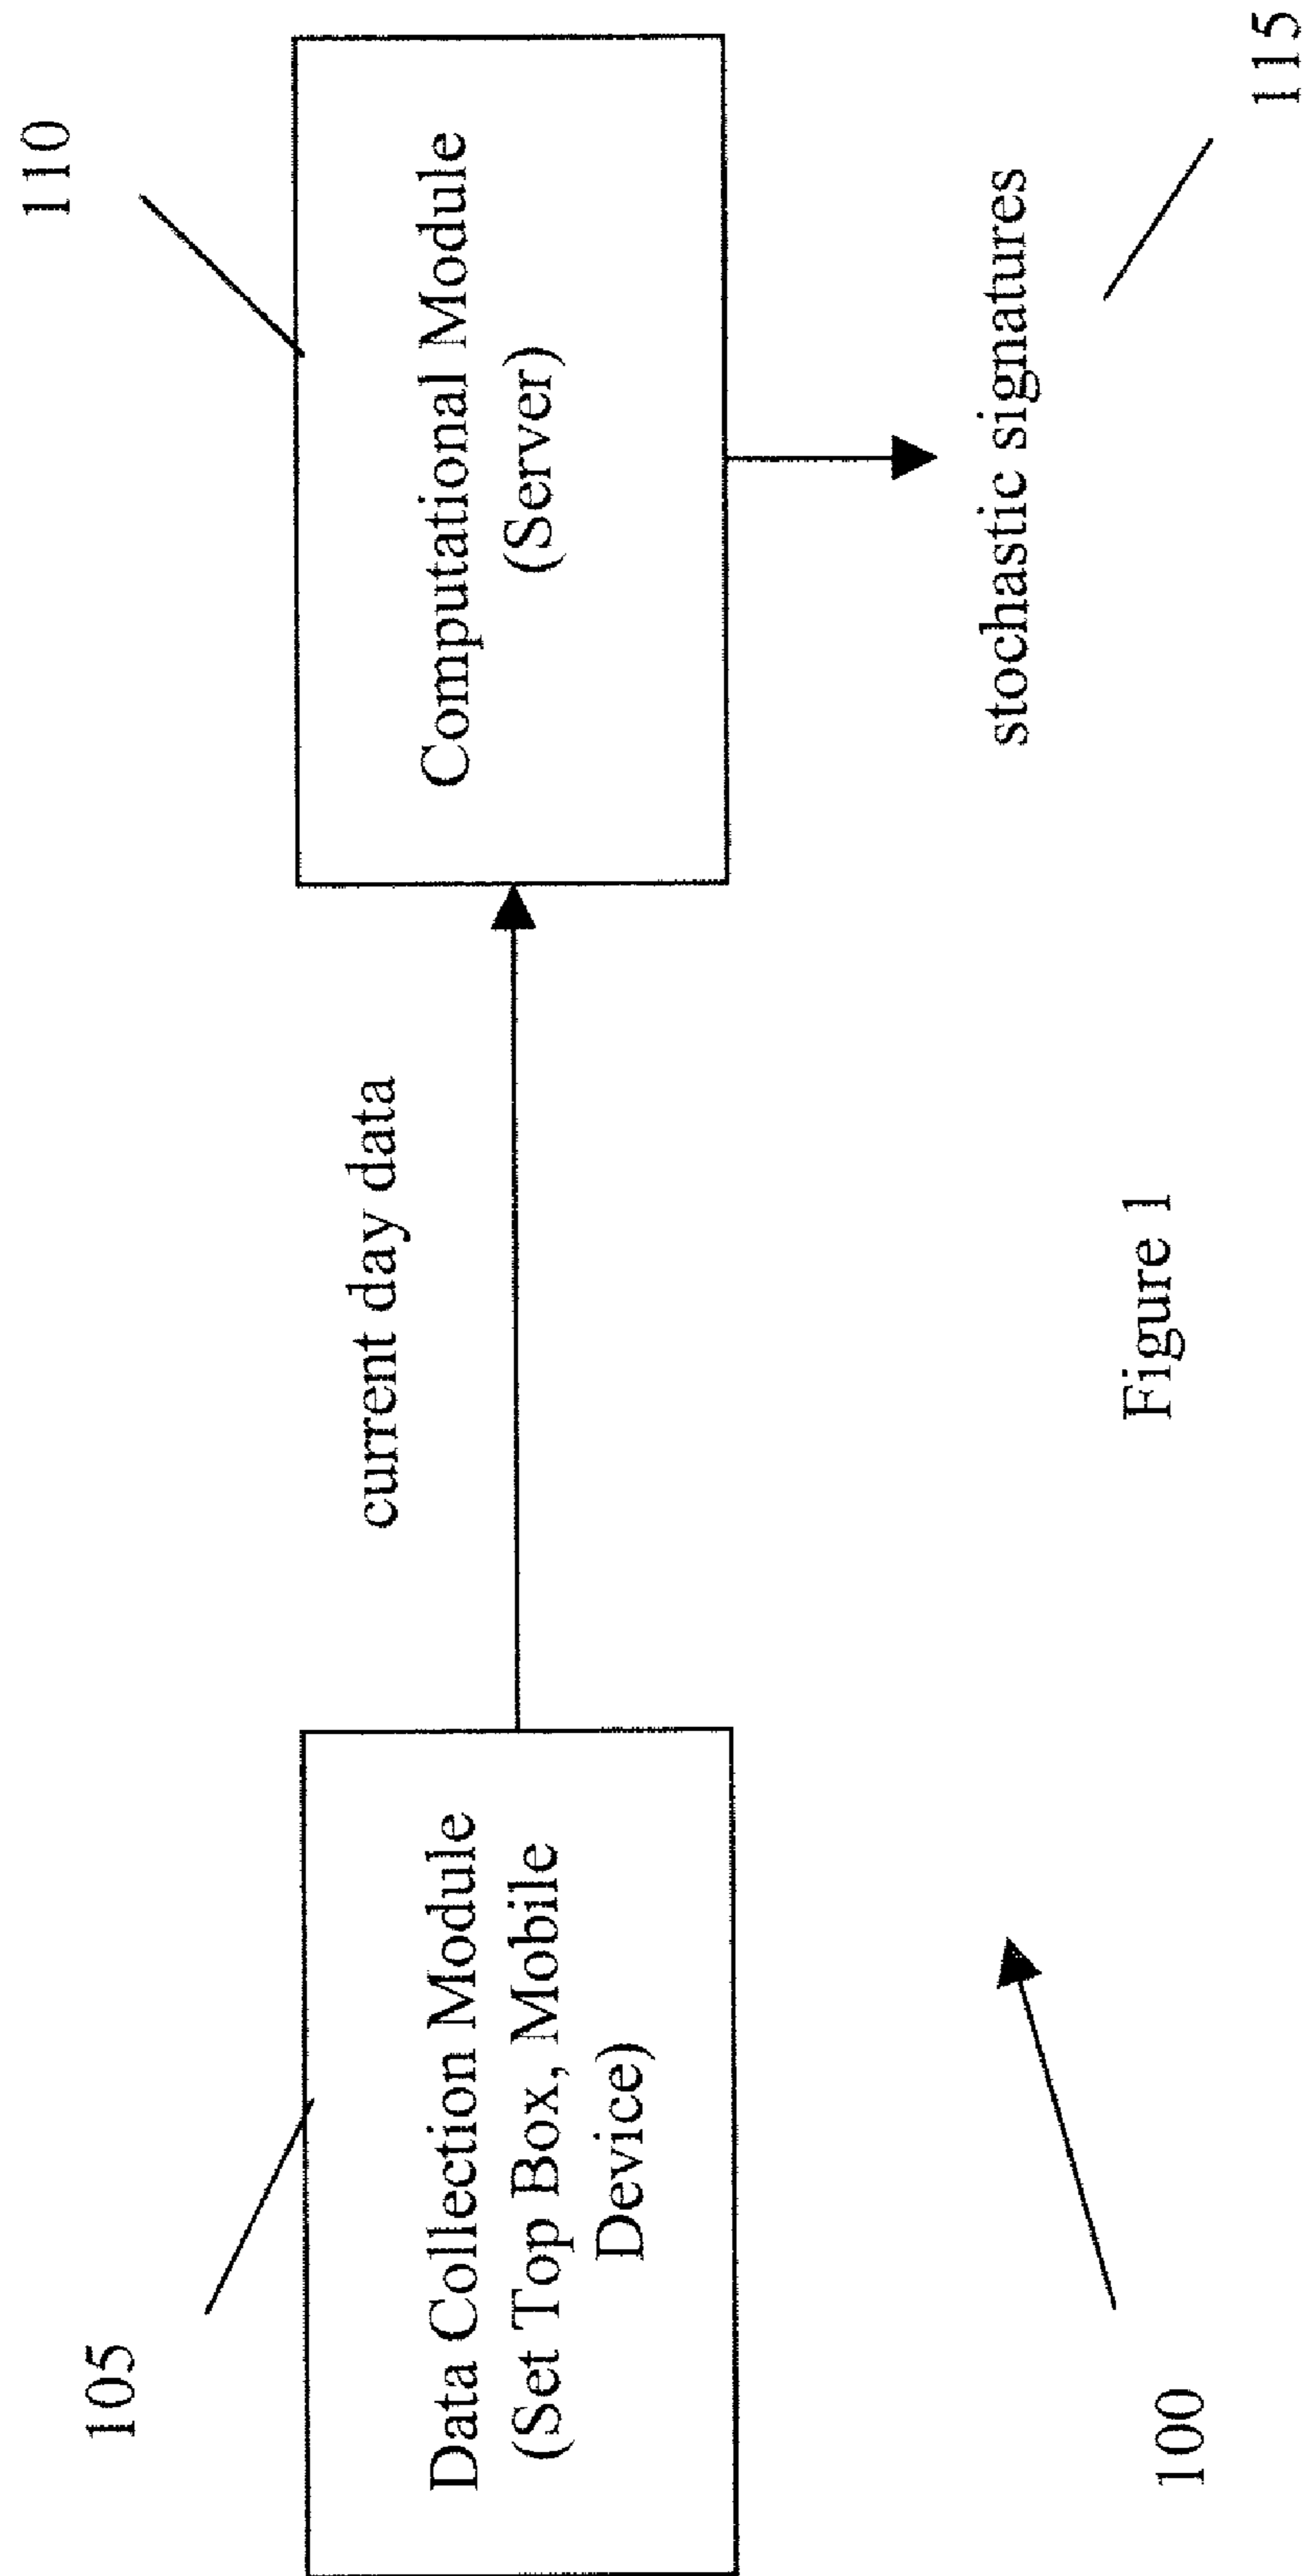 105
110
current day data
Data Collection Module
(Set Top Box, Mobile
Device)
Computational Module
(Server)
stochastic signatures
100
Figure 1
115